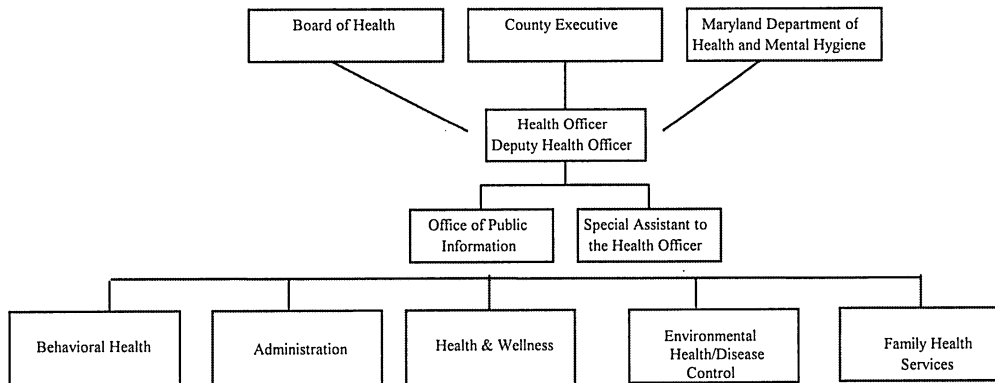 Board of Health
County Executive
Maryland Department of
Health and Mental Hygiene
Health Officer
Deputy Health Officer
Office of Public
Information
Special Assistant to
the Health Officer
Behavioral Health
Administration
Health & Wellness
Environmental
Health/Disease
Control
Family Health
Services